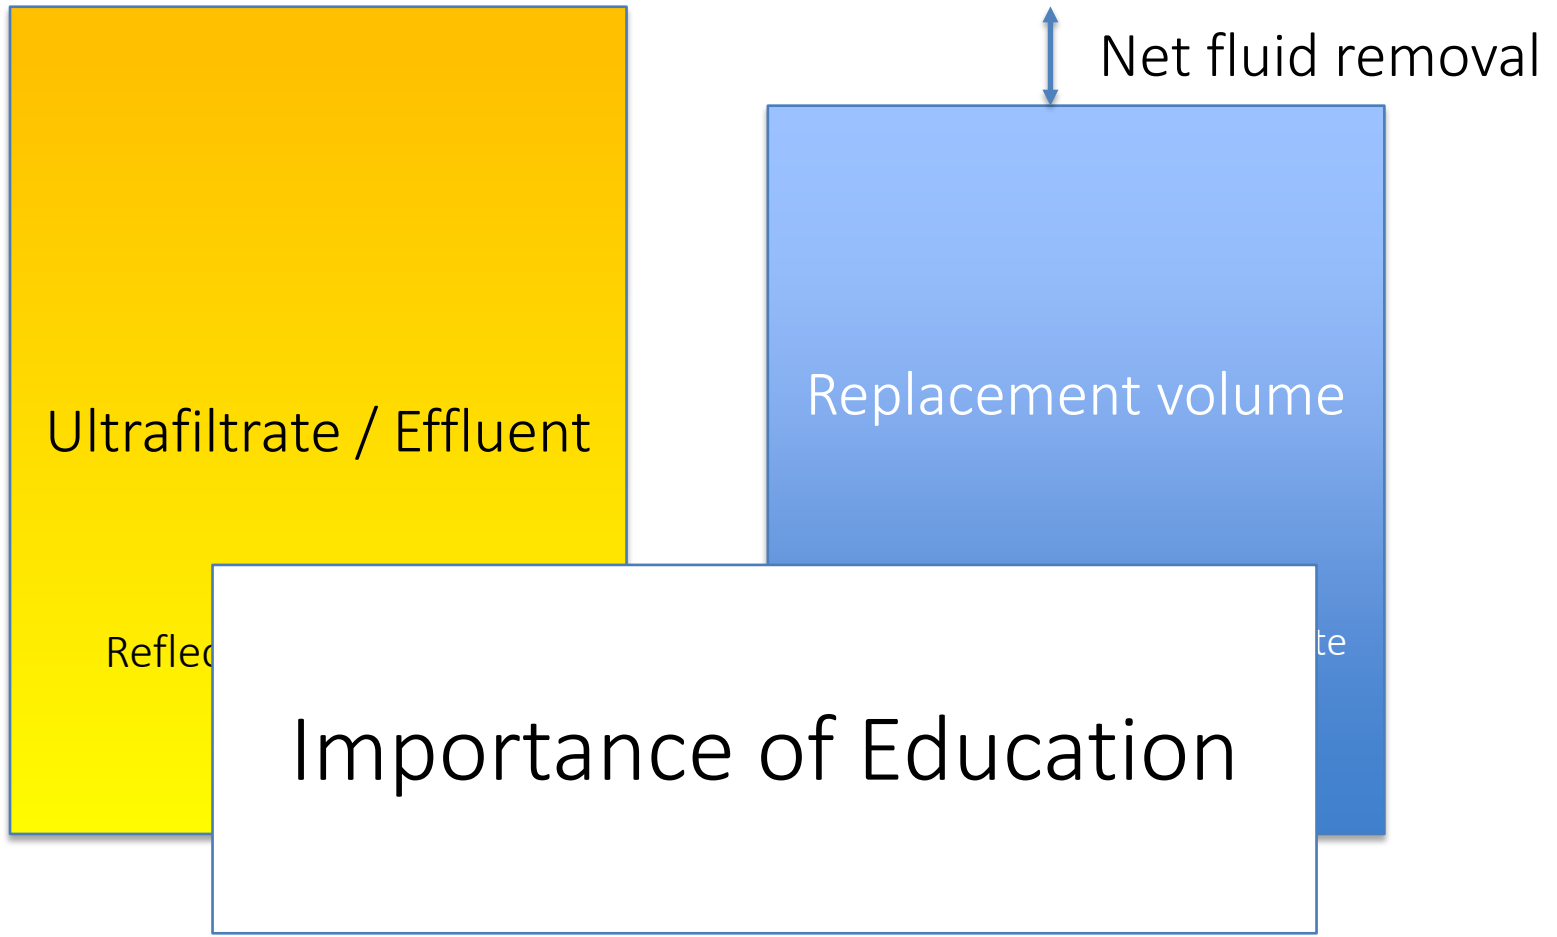 Net fluid removal
Replacement volume
Ultrafiltrate / Effluent
Importance of Education